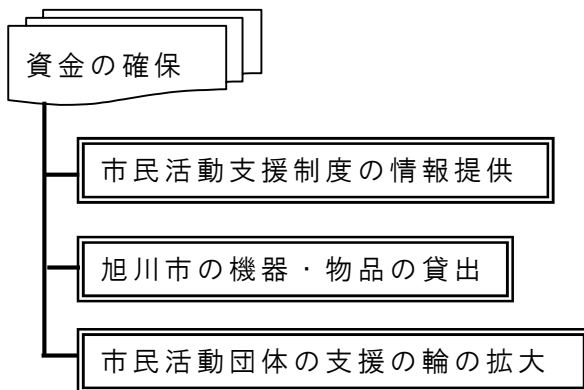 資金の確保
市民活動支援制度の情報提供
旭川市の機器・物品の貸出
市民活動団体の支援の輪の拡大